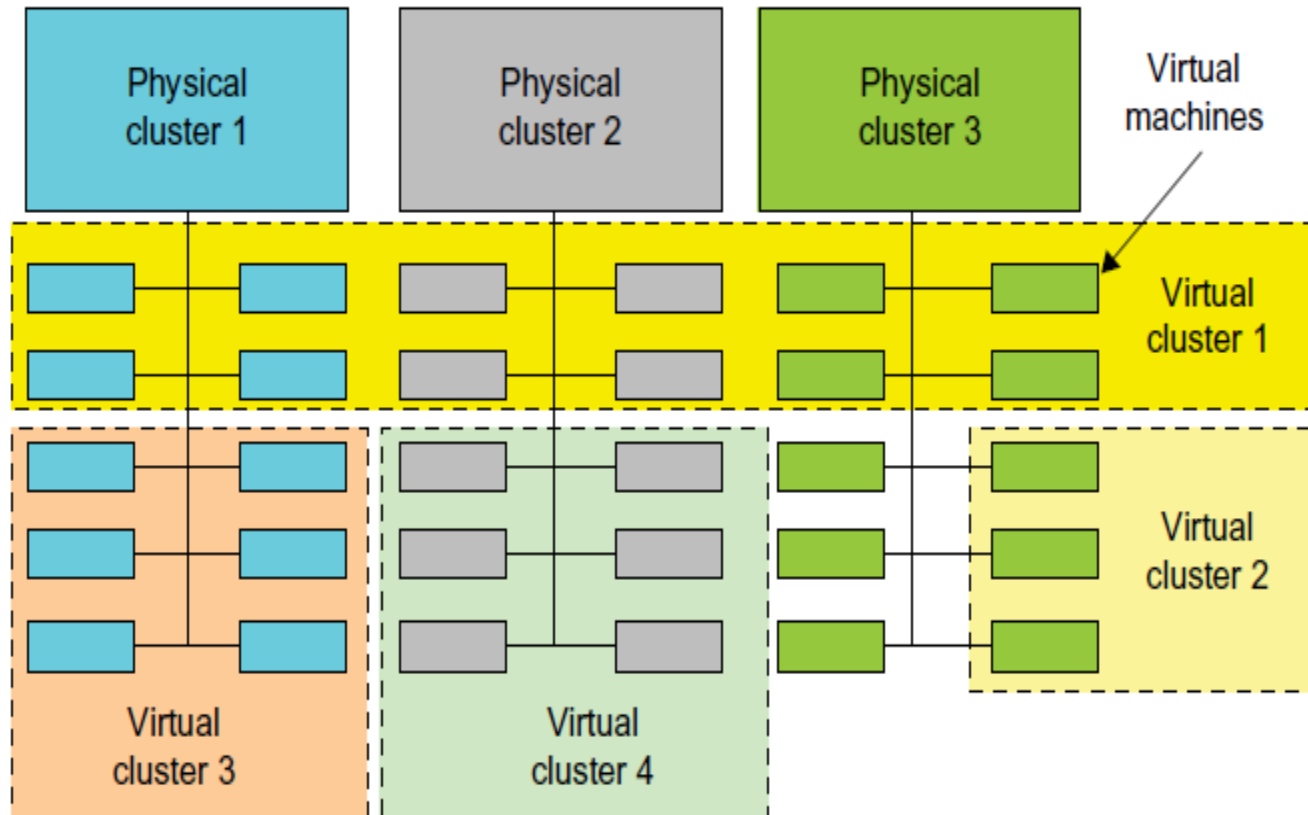 Physical
cluster 1
Physical
cluster 2
Physical
cluster 3
Virtual
machines
Virtual
cluster 1
Virtual
cluster 2
Virtual
cluster 3
Virtual
cluster 4